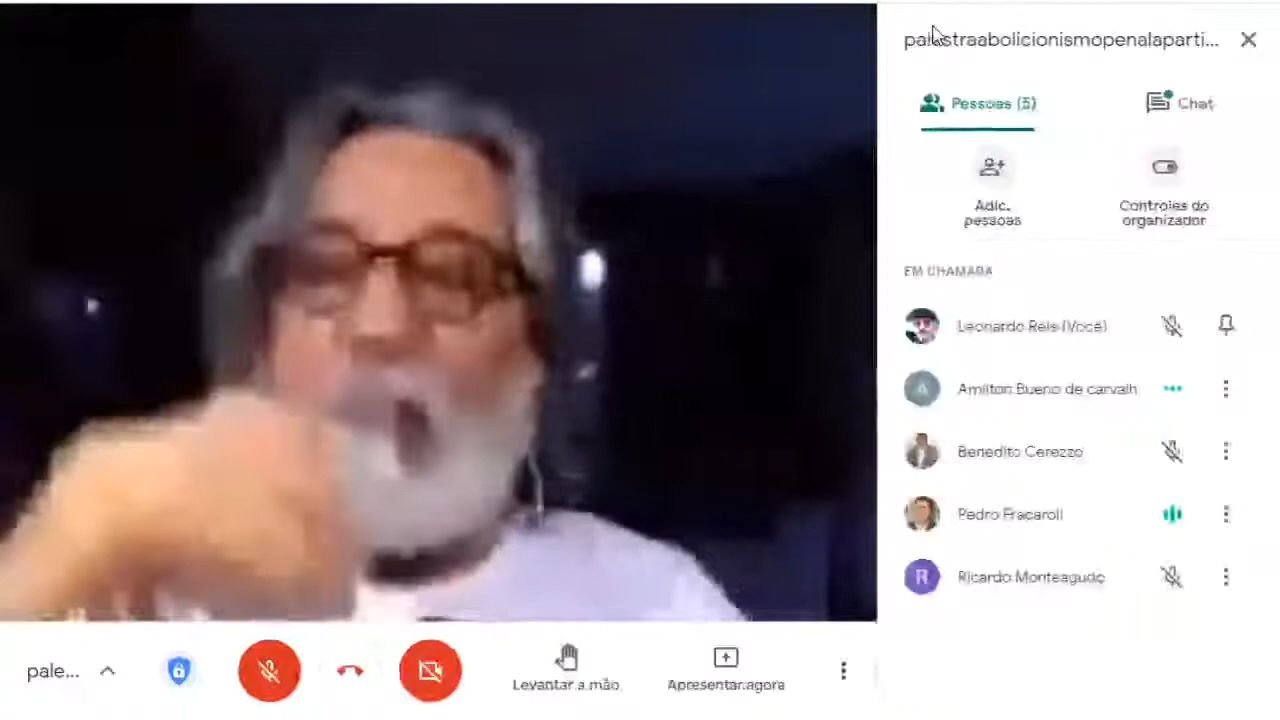 palestraabolicionismopenalaparti...
Pessoas (5)
Chat
Adic.
pessoas
Controles do
organizador
EM CHAMADA
Leonardo Reis (Você)
A
Amilton Bueno de carvalh
Benedito Cerezzo
Pedro Fracaroli
R
Ricardo Monteagudo
pale...
Levantar a mão
Apresentar agora